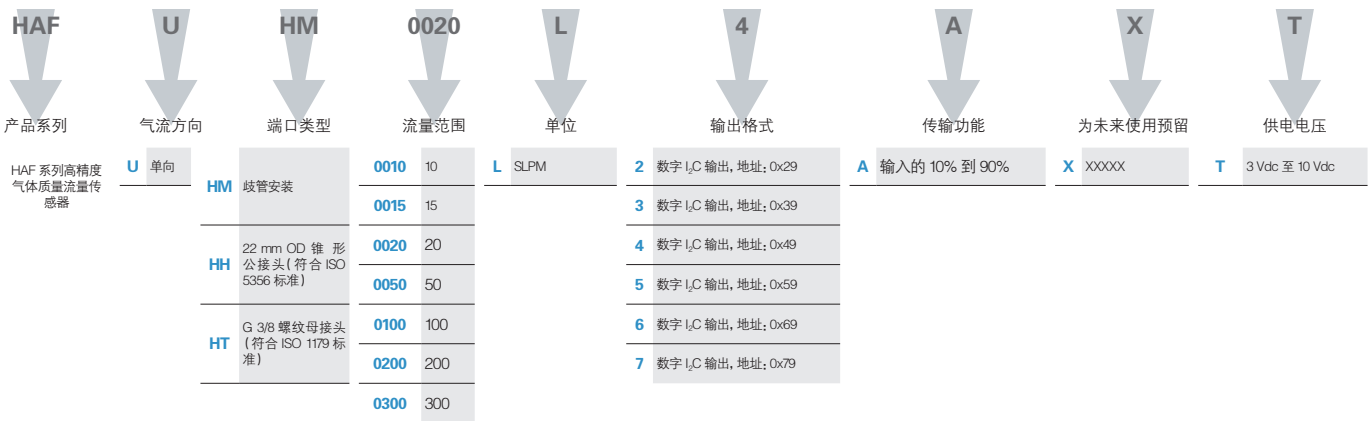 HAF U HM 0020 L 4 A X T
产品系列 气流方向 端口类型 流量范围 单位 输出格式 传输功能 为未来使用预留 供电电压
HAF 系列高精度
气体质量流量传
感器
U 单向
HM 歧管安装
HH 22 mm OD 锥 形
公接头(符合 ISO
5356 标准)
HT G 3/8 螺纹母接头
(符合 ISO 1179 标
准)
0010 10
0015 15
0020 20
0050 50
0100 100
0200 200
0300 300
L SLPM
2 数字 I2C 输出, 地址: 0x29
3 数字 I2C 输出, 地址: 0x39
4 数字 I2C 输出, 地址: 0x49
5 数字 I2C 输出, 地址: 0x59
6 数字 I2C 输出, 地址: 0x69
7 数字 I2C 输出, 地址: 0x79
A 输入的 10% 到 90%
X XXXXX
T 3 Vdc 至 10 Vdc